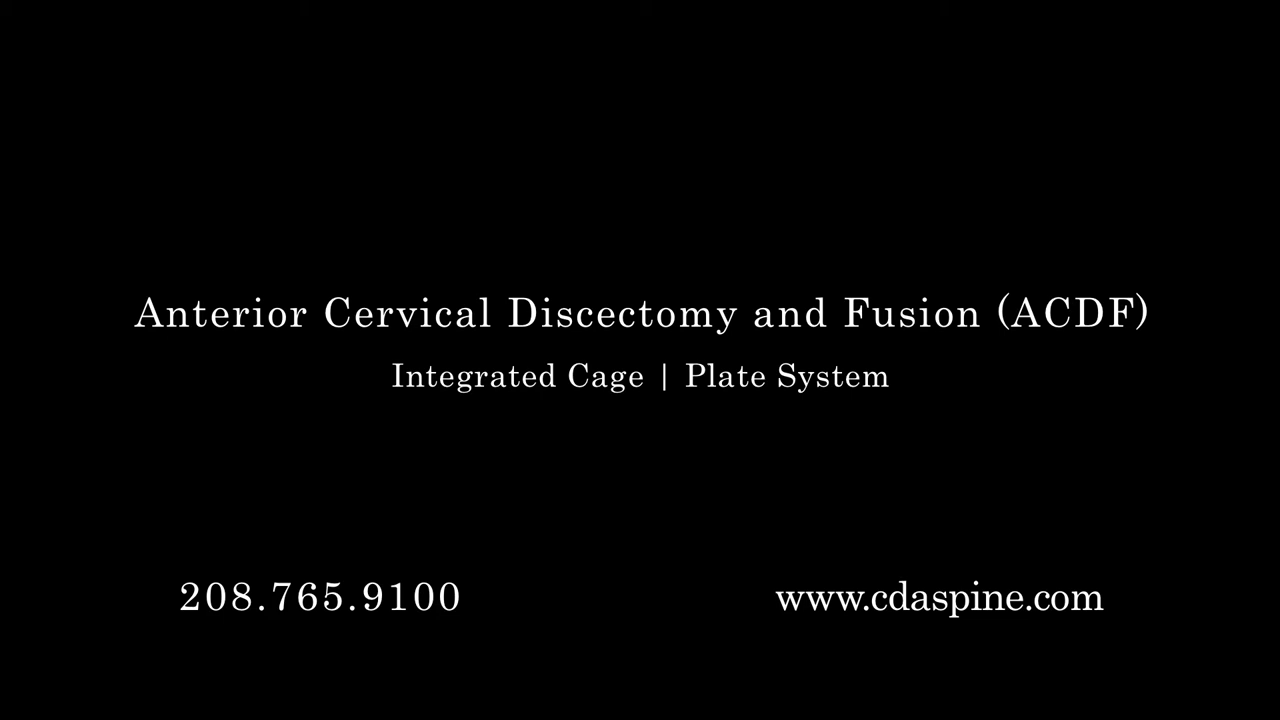 Anterior Cervical Discectomy and Fusion (ACDF)
Integrated Cage | Plate System
208.765.9100
www.cdaspine.com